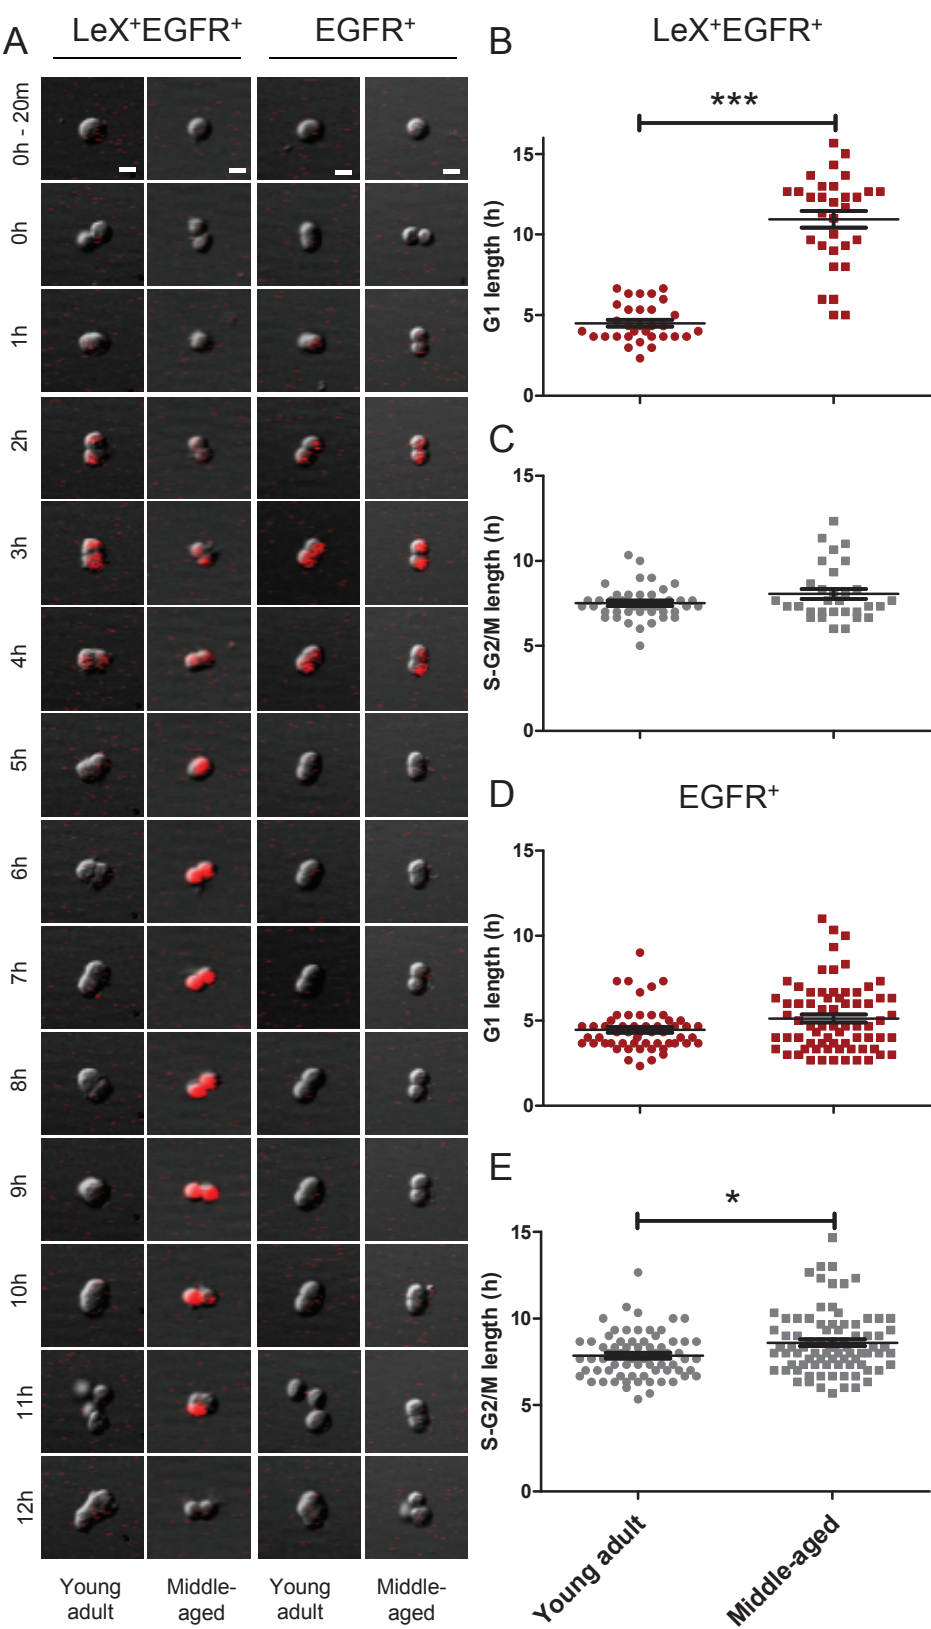 A
LeX+EGFR+
EGFR+
0h - 20m
0h
1h
2h
3h
4h
5h
6h
7h
8h
9h
10h
11h
12h
Young
adult
Middle-
aged
Young
adult
Middle-
aged
B
LeX+EGFR+
***
G1 length (h)
15
10
5
0
C
S-G2/M length (h)
15
10
5
0
D
EGFR+
G1 length (h)
15
10
5
0
E
*
S-G2/M length (h)
15
10
5
0
Young adult
Middle-aged